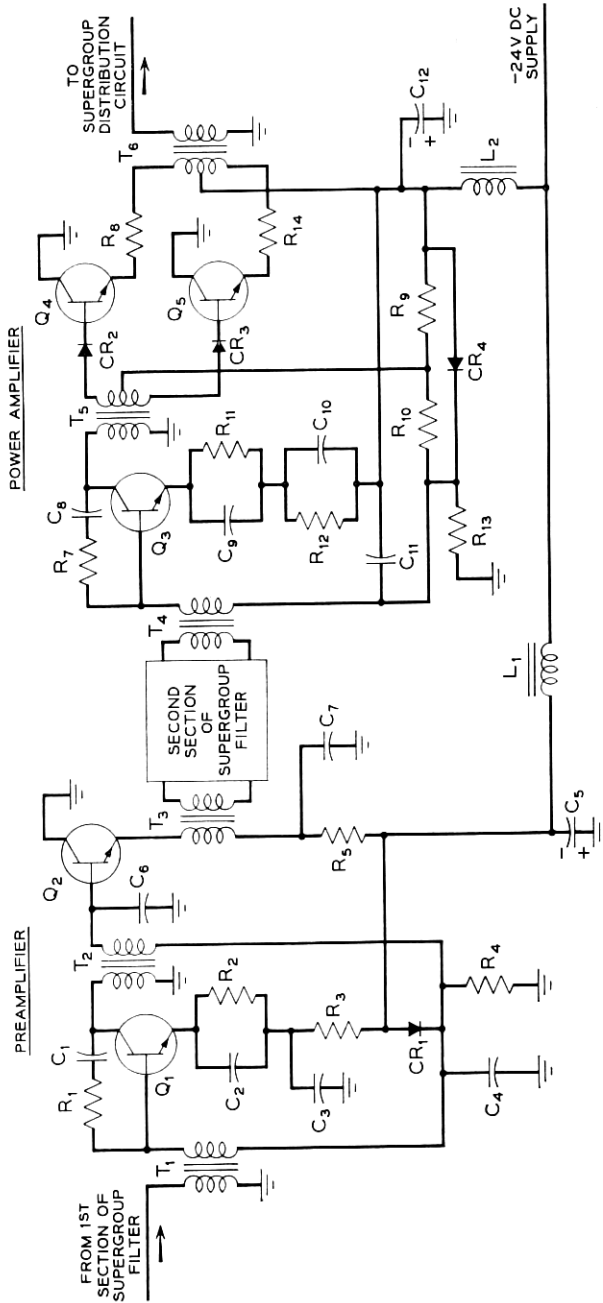 PREAMPLIFIER
POWER AMPLIFIER
FROM 1ST
SECTION OF
SUPERGROUP
FILTER
T1
R1
C1
Q1
C2
R2
C3
R3
CR1
C4
R4
T2
Q2
C6
T3
R5
C7
C5
- +
L1
SECOND
SECTION
OF
SUPERGROUP
FILTER
T4
R7
C8
Q3
C9
R11
R12
C10
C11
R13
T5
CR2
CR3
Q4
Q5
R8
R14
R10
R9
CR4
T6
TO
SUPERGROUP
DISTRIBUTION
CIRCUIT
C12
- +
L2
-24V DC
SUPPLY